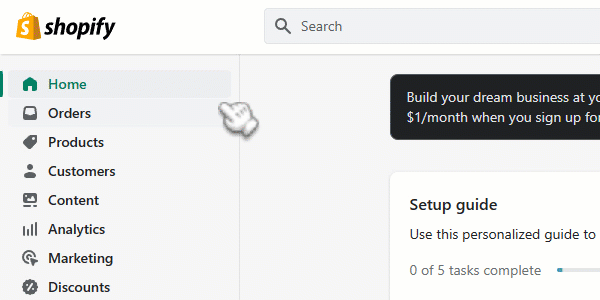 shopify
Search
Home
Orders
Products
Customers
Content
Analytics
Marketing
Discounts
Build your dream business at yo
$1/month when you sign up for
Setup guide
Use this personalized guide to
0 of 5 tasks complete